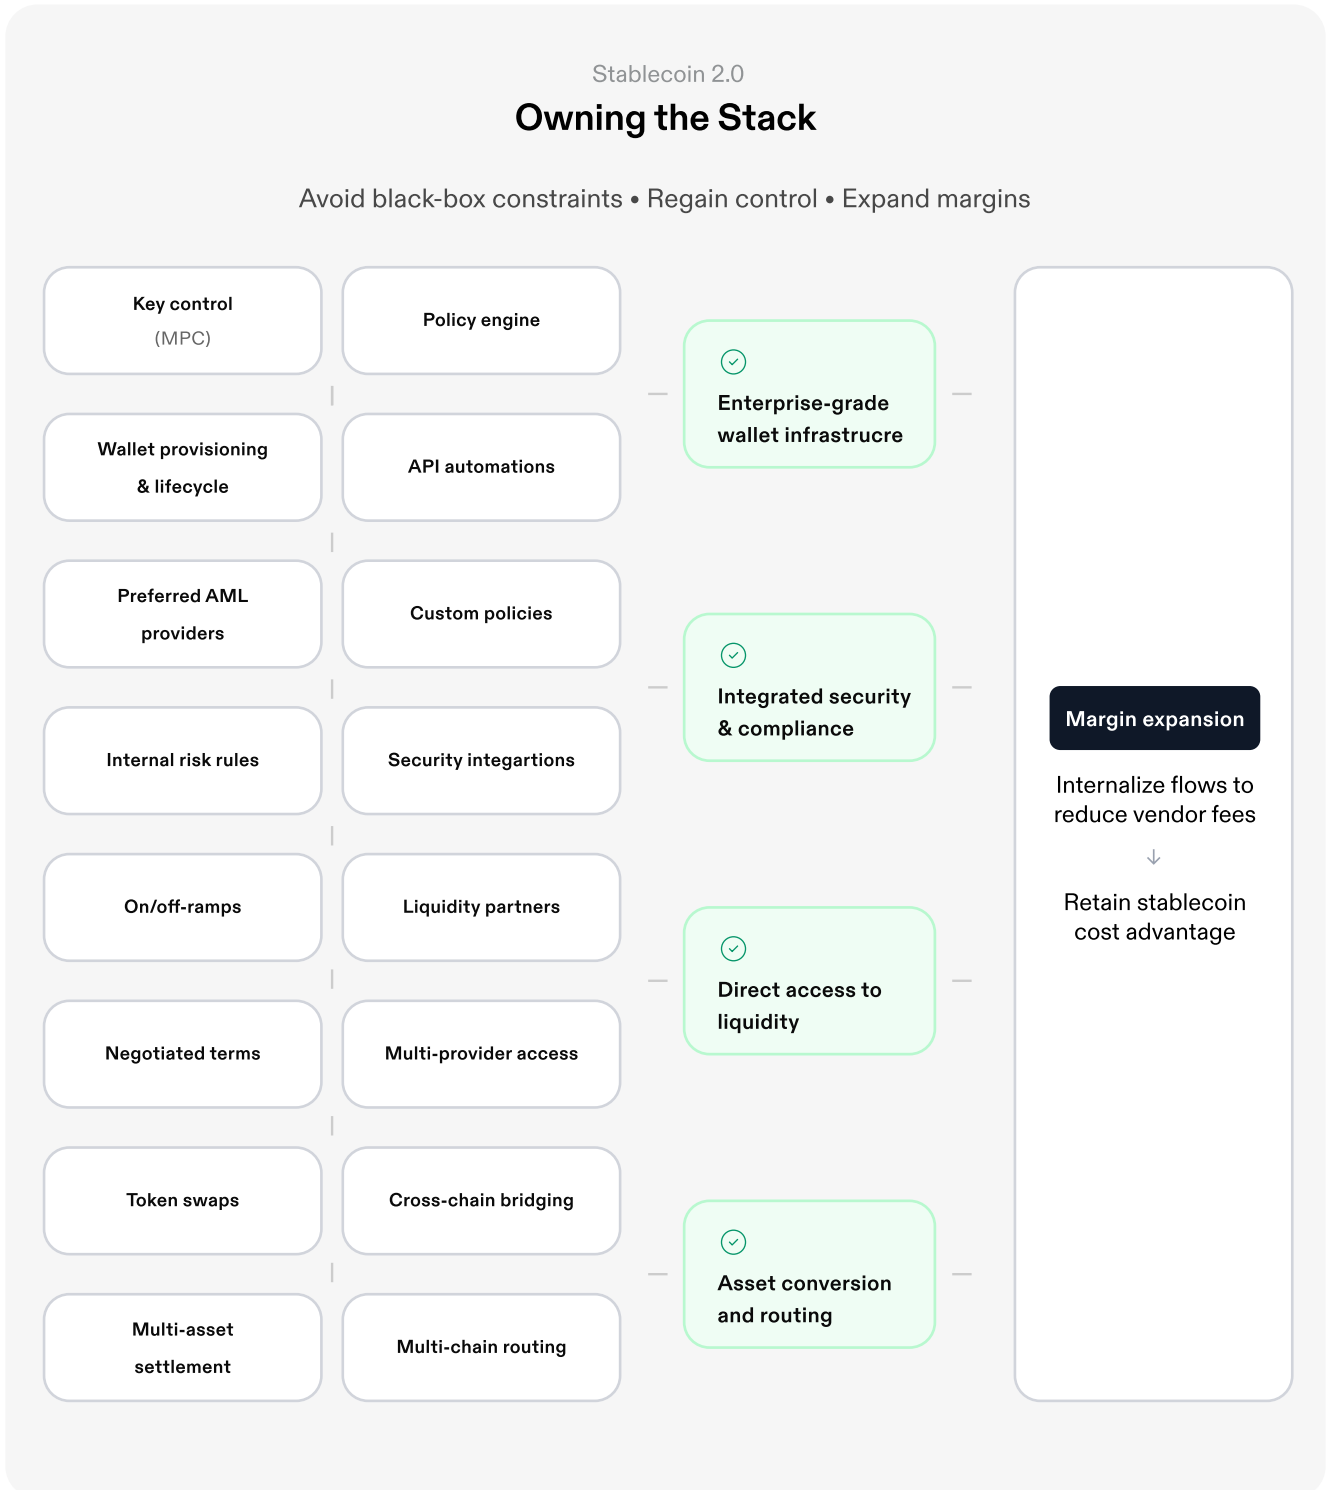 Stablecoin 2.0
Owning the Stack
Avoid black-box constraints • Regain control • Expand margins
Key control
(MPC)
Policy engine
Wallet provisioning
& lifecycle
API automations
Enterprise-grade
wallet infrastrucre
Preferred AML
providers
Custom policies
Internal risk rules
Security integartions
Integrated security
& compliance
On/off-ramps
Liquidity partners
Negotiated terms
Multi-provider access
Direct access to
liquidity
Token swaps
Cross-chain bridging
Multi-asset
settlement
Multi-chain routing
Asset conversion
and routing
Margin expansion
Internalize flows to
reduce vendor fees
↓
Retain stablecoin
cost advantage